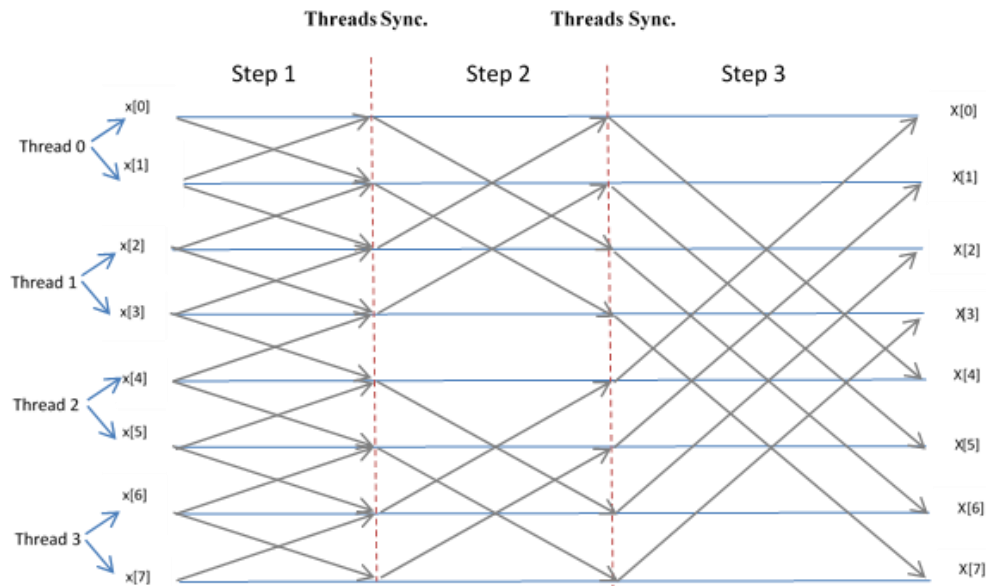 Threads Sync. Threads Sync.
Step 1 Step 2 Step 3
x[0] X[0]
Thread 0
x[1] X[1]
x[2] X[2]
Thread 1
x[3] X[3]
x[4] X[4]
Thread 2
x[5] X[5]
x[6] X[6]
Thread 3
x[7] X[7]